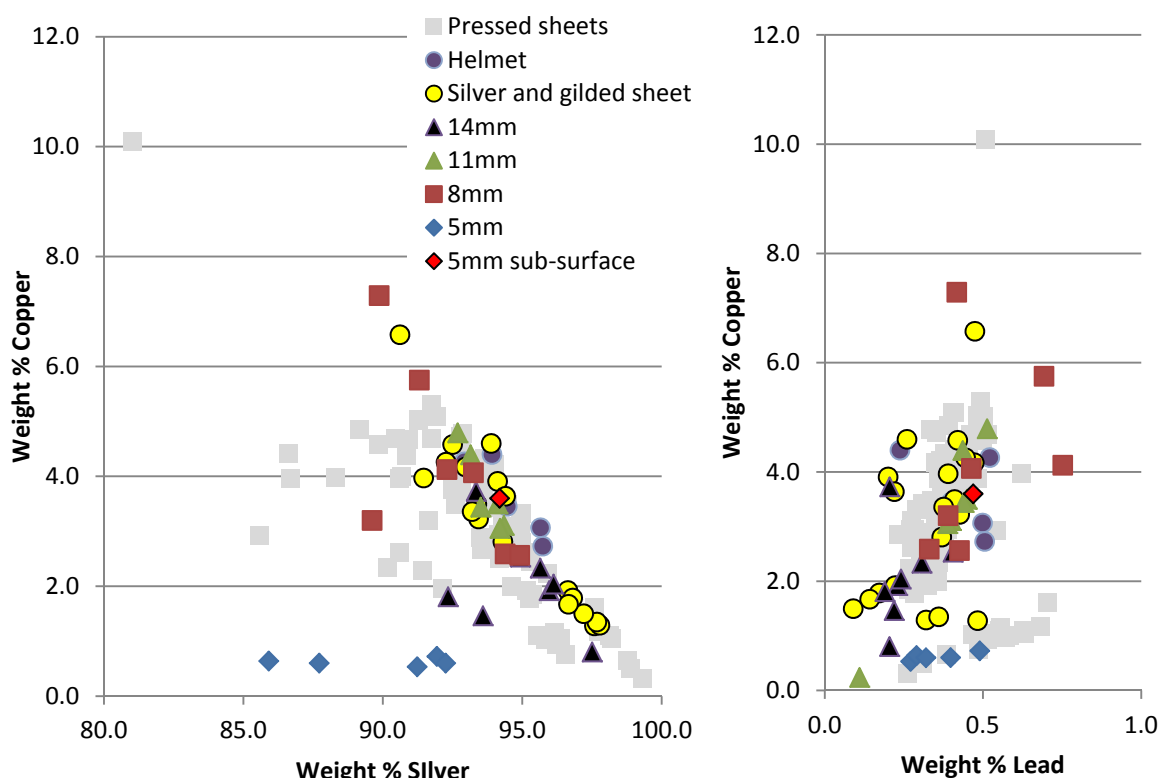 Pressed sheets
Helmet
Silver and gilded sheet
14mm
11mm
8mm
5mm
5mm sub-surface
Weight % Copper
12.0
10.0
8.0
6.0
4.0
2.0
0.0
80.0 85.0 90.0 95.0 100.0
Weight % SIlver
Weight % Copper
12.0
10.0
8.0
6.0
4.0
2.0
0.0
0.0 0.5 1.0
Weight % Lead